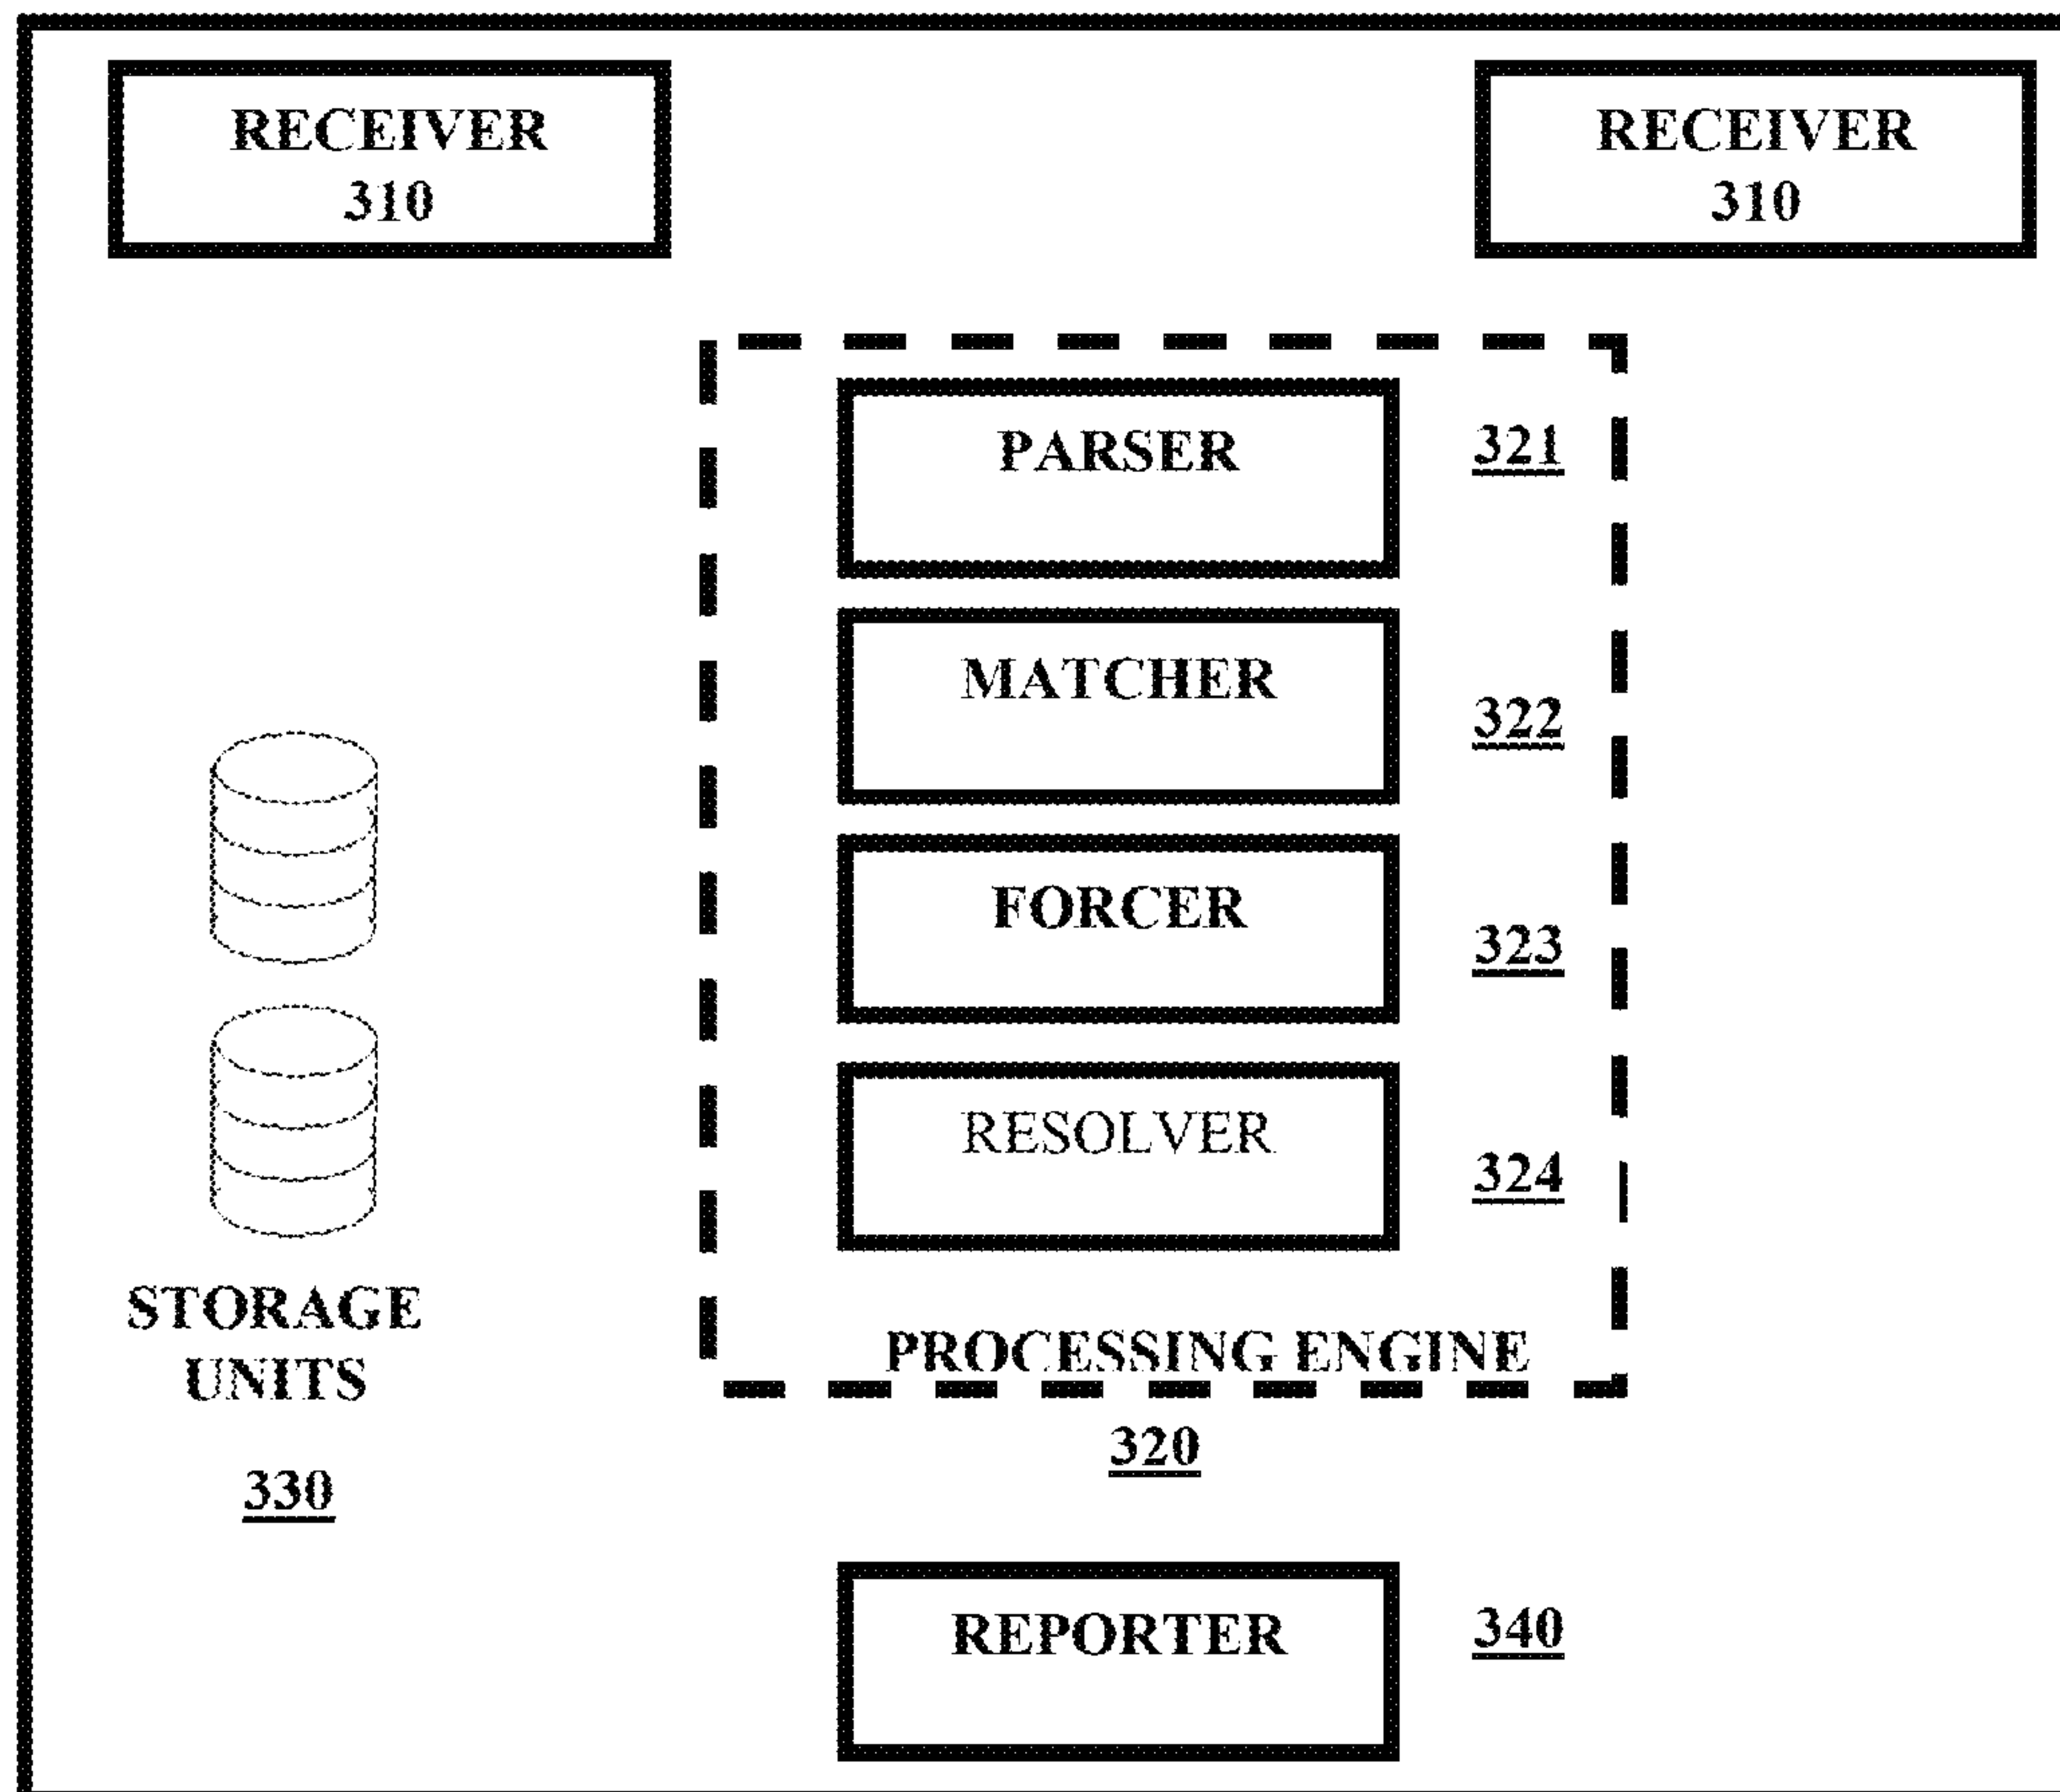 RECEIVER
310
RECEIVER
310
PARSER
321
MATCHER
322
FORCER
323
RESOLVER
324
PROCESSING ENGINE
320
STORAGE
UNITS
330
REPORTER
340